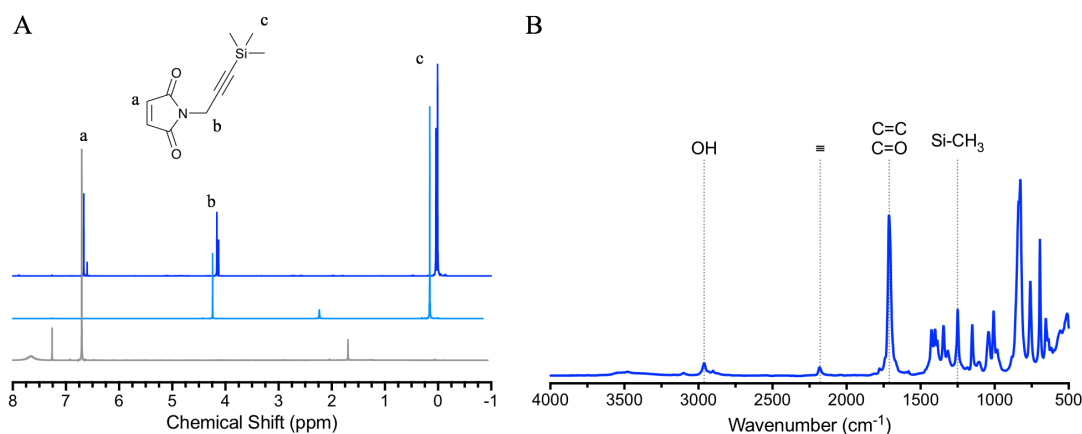 A
c
Si
O
a
N
b
O
c
a
b
8
7
6
5
4
3
2
1
0
-1
Chemical Shift (ppm)
B
OH
≡
C=C
C=O
Si-CH₃
4000
3500
3000
2500
2000
1500
1000
500
Wavenumber (cm⁻¹)